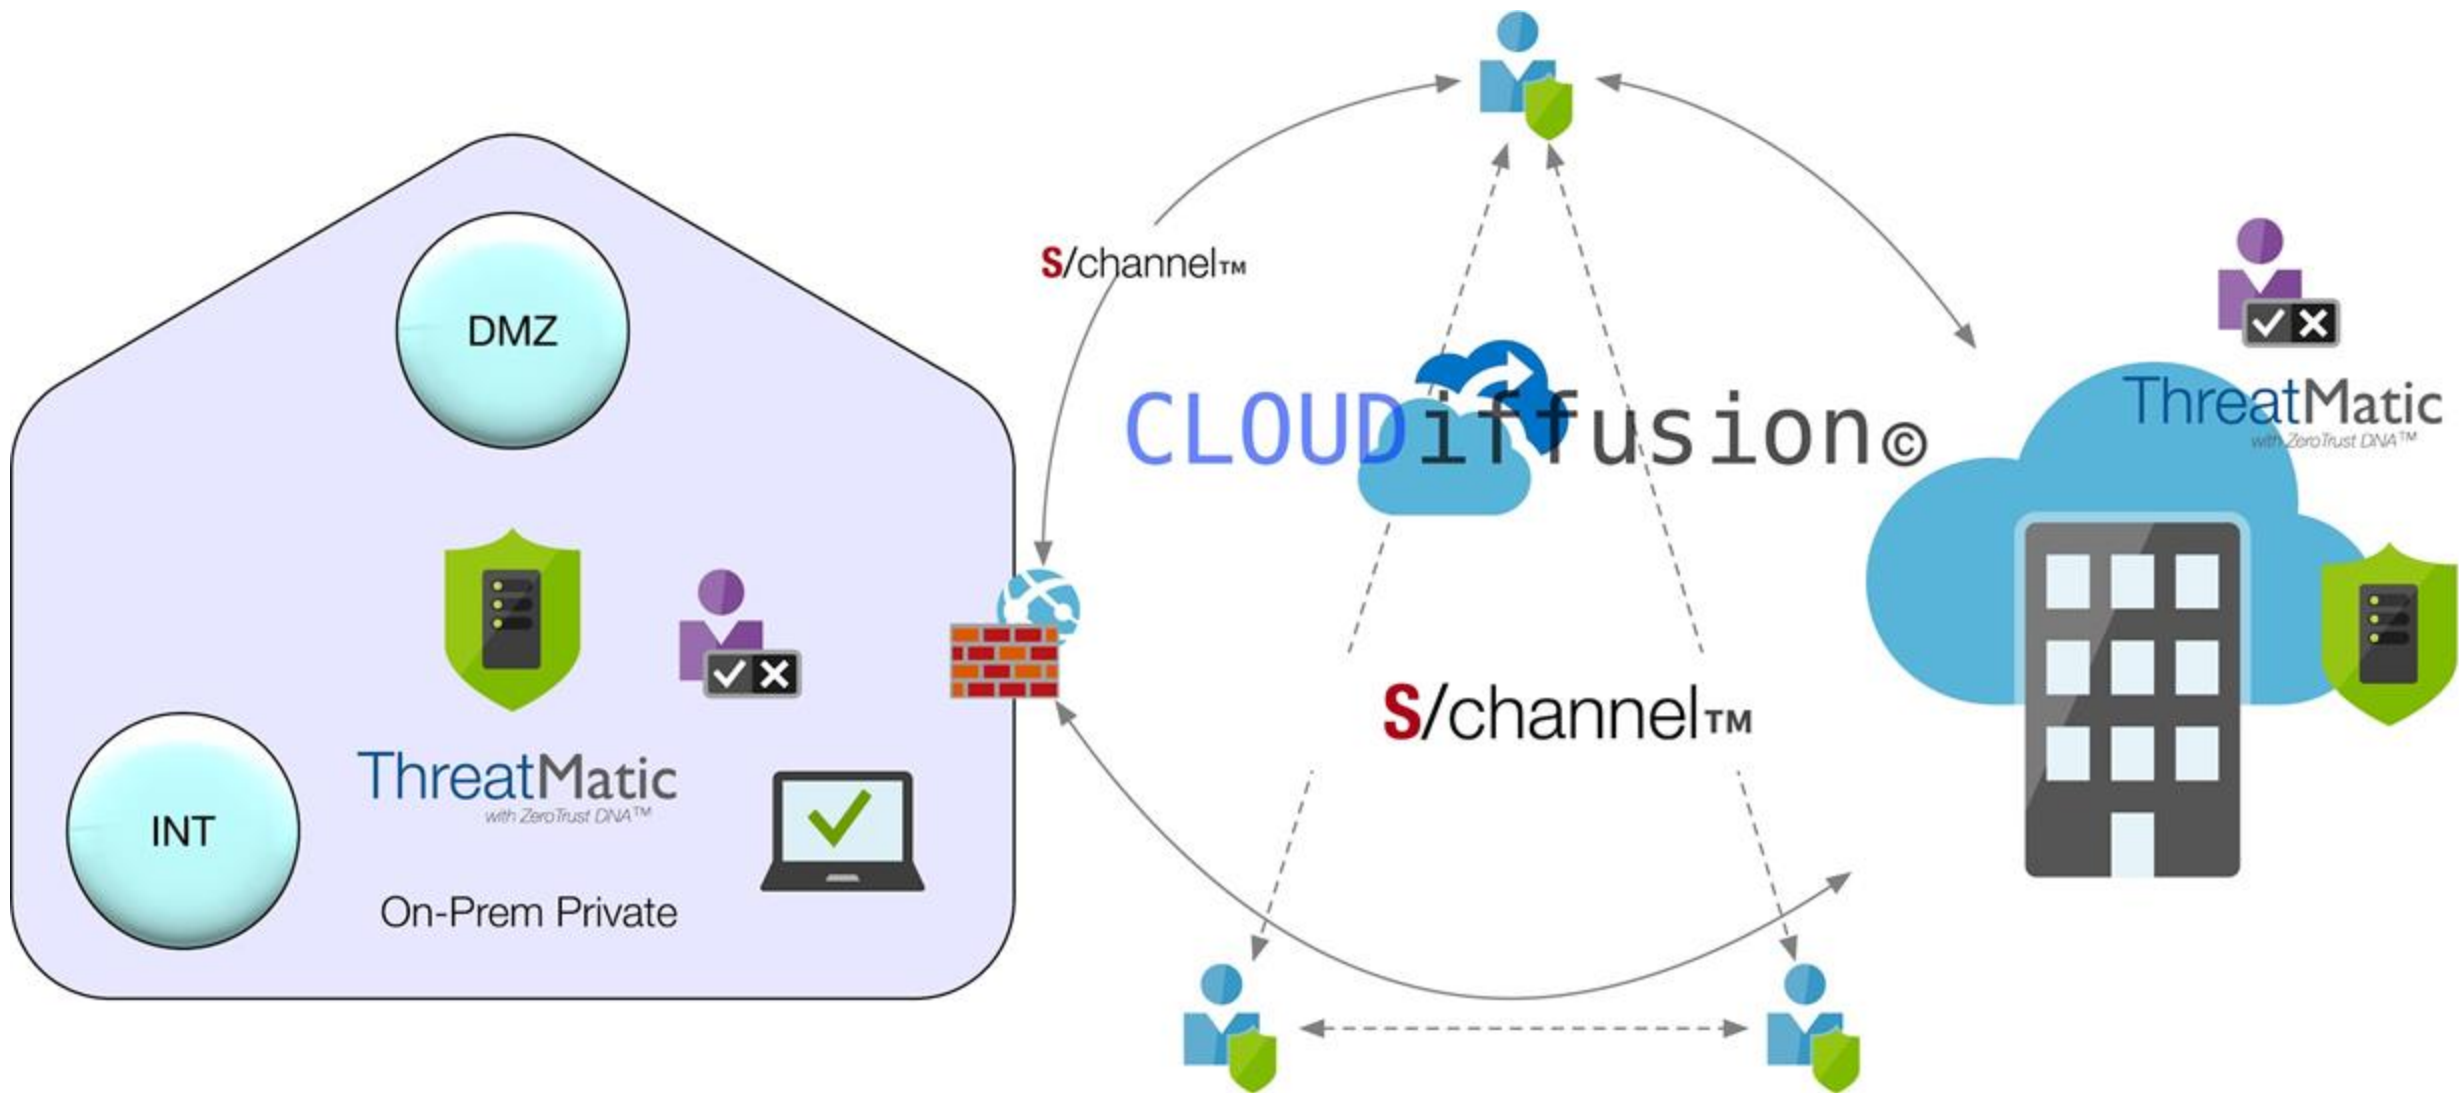 DMZ
ThreatMatic
with ZeroTrust DNA™
INT
On-Prem Private
S/channel™
CLOUDiffusion©
S/channel™
ThreatMatic
with ZeroTrust DNA™